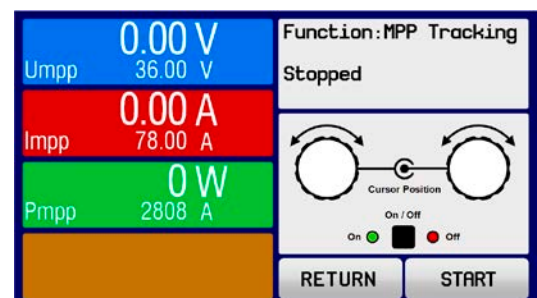 0.00 V
Umpp 36.00 V
0.00 A
Impp 78.00 A
0 W
Pmpp 2808 A
Function:MPP Tracking
Stopped
Cursor Position
On / Off
On Off
RETURN START